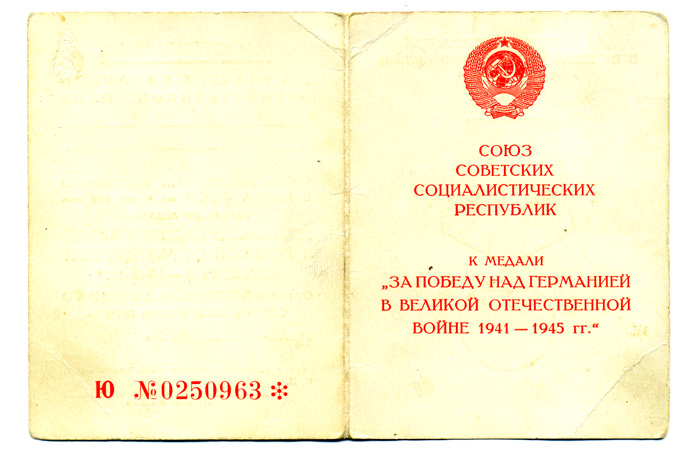 Ю №0250963
СОЮЗ
СОВЕТСКИХ
СОЦИАЛИСТИЧЕСКИХ
РЕСПУБЛИК
К МЕДАЛИ
„ЗА ПОБЕДУ НАД ГЕРМАНИЕЙ
В ВЕЛИКОЙ ОТЕЧЕСТВЕННОЙ
ВОЙНЕ 1941 — 1945 гг.“